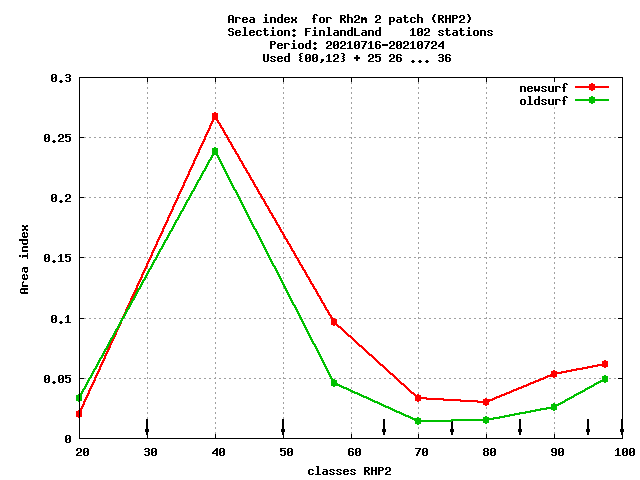 Area index  for Rh2m 2 patch (RHP2)
Selection: FinlandLand    102 stations
Period: 20210716-20210724
Used {00,12} + 25 26 ... 36
newsurf
oldsurf
0.3
0.25
0.2
0.15
0.1
0.05
0
Area index
20 30 40 50 60 70 80 90 100
classes RHP2